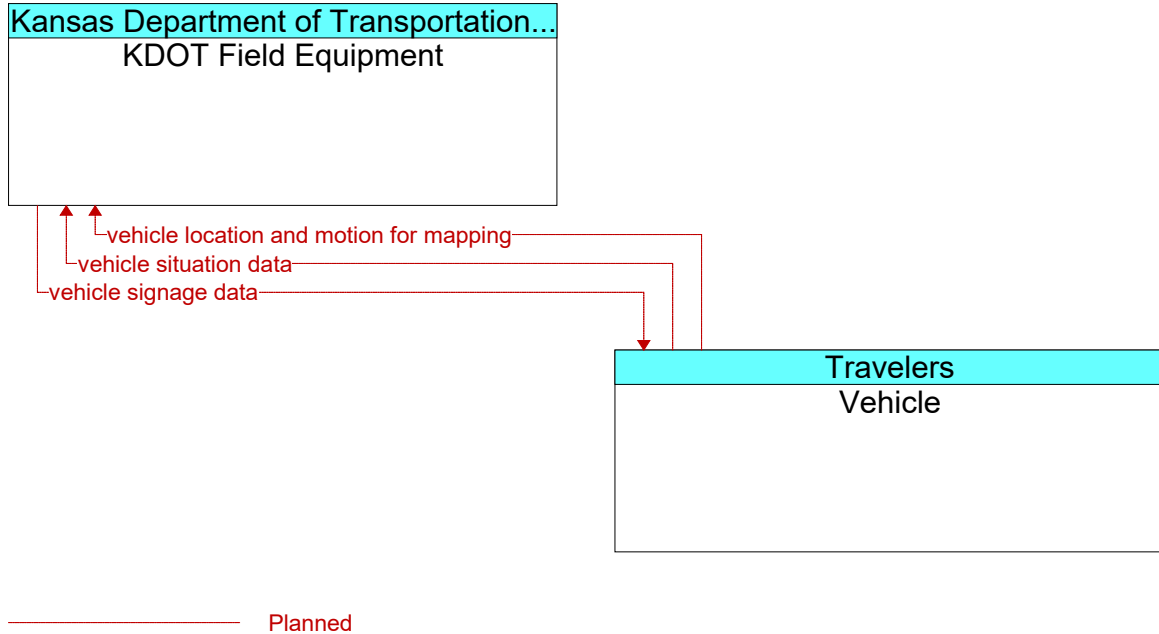 Kansas Department of Transportation...
KDOT Field Equipment
vehicle location and motion for mapping
vehicle situation data
vehicle signage data
Travelers
Vehicle
Planned